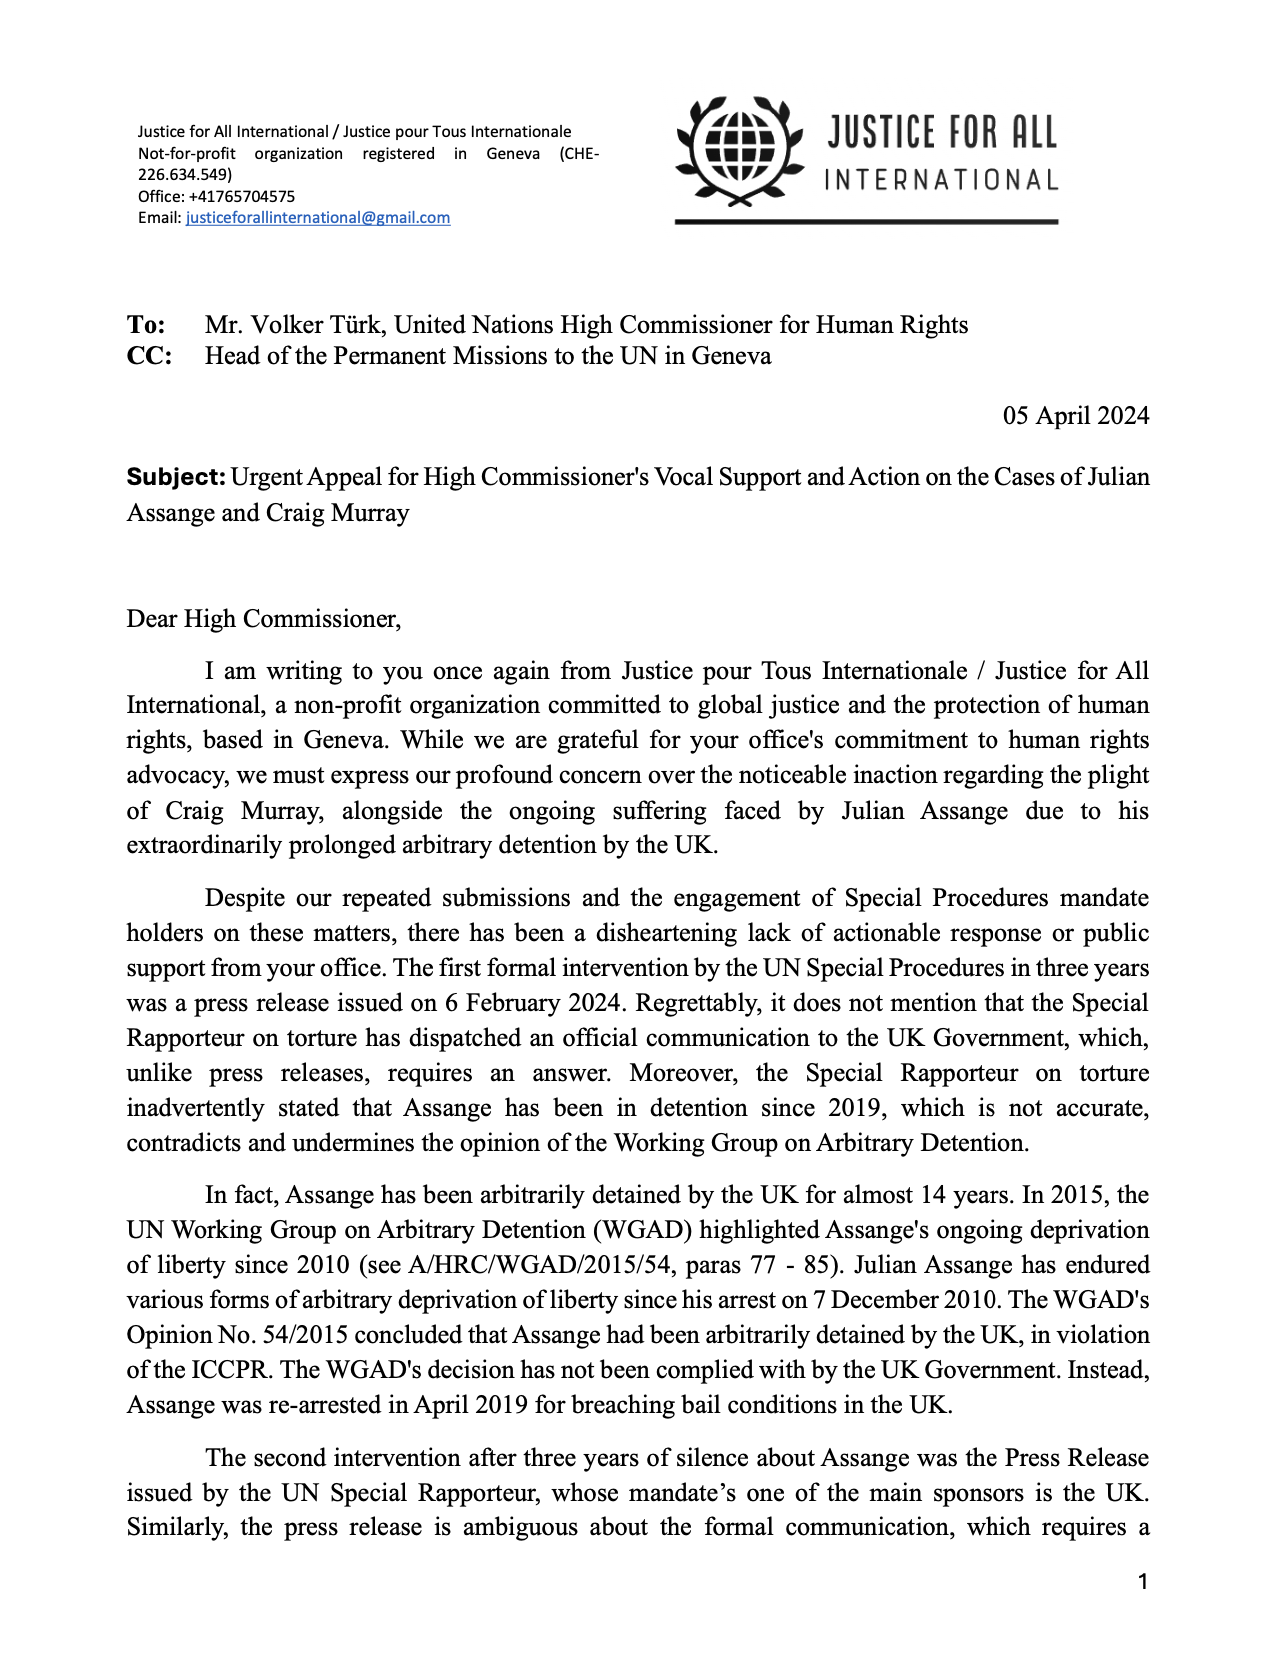 Justice for All International / Justice pour Tous Internationale
Not-for-profit organization registered in Geneva (CHE-
226.634.549)
Office: +41765704575
Email: justiceforallinternational@gmail.com
JUSTICE FOR ALL
INTERNATIONAL
To: Mr. Volker Türk, United Nations High Commissioner for Human Rights
CC: Head of the Permanent Missions to the UN in Geneva
05 April 2024
Subject: Urgent Appeal for High Commissioner's Vocal Support and Action on the Cases of Julian
Assange and Craig Murray
Dear High Commissioner,
I am writing to you once again from Justice pour Tous Internationale / Justice for All
International, a non-profit organization committed to global justice and the protection of human
rights, based in Geneva. While we are grateful for your office's commitment to human rights
advocacy, we must express our profound concern over the noticeable inaction regarding the plight
of Craig Murray, alongside the ongoing suffering faced by Julian Assange due to his
extraordinarily prolonged arbitrary detention by the UK.
Despite our repeated submissions and the engagement of Special Procedures mandate
holders on these matters, there has been a disheartening lack of actionable response or public
support from your office. The first formal intervention by the UN Special Procedures in three years
was a press release issued on 6 February 2024. Regrettably, it does not mention that the Special
Rapporteur on torture has dispatched an official communication to the UK Government, which,
unlike press releases, requires an answer. Moreover, the Special Rapporteur on torture
inadvertently stated that Assange has been in detention since 2019, which is not accurate,
contradicts and undermines the opinion of the Working Group on Arbitrary Detention.
In fact, Assange has been arbitrarily detained by the UK for almost 14 years. In 2015, the
UN Working Group on Arbitrary Detention (WGAD) highlighted Assange's ongoing deprivation
of liberty since 2010 (see A/HRC/WGAD/2015/54, paras 77 - 85). Julian Assange has endured
various forms of arbitrary deprivation of liberty since his arrest on 7 December 2010. The WGAD's
Opinion No. 54/2015 concluded that Assange had been arbitrarily detained by the UK, in violation
of the ICCPR. The WGAD's decision has not been complied with by the UK Government. Instead,
Assange was re-arrested in April 2019 for breaching bail conditions in the UK.
The second intervention after three years of silence about Assange was the Press Release
issued by the UN Special Rapporteur, whose mandate’s one of the main sponsors is the UK.
Similarly, the press release is ambiguous about the formal communication, which requires a
1